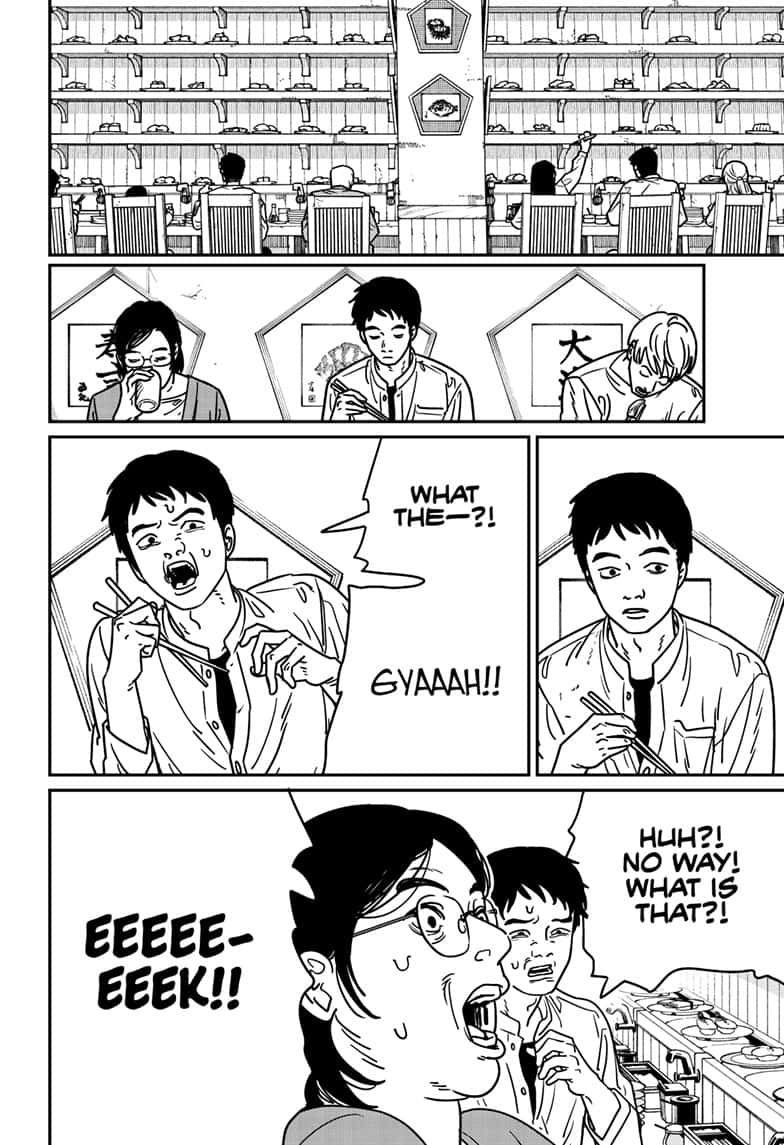 大
WHAT
THE—?!
GYAAAH!!
HUH?!
NO WAY!
WHAT IS
THAT?!
EEEEE-
EEEK!!